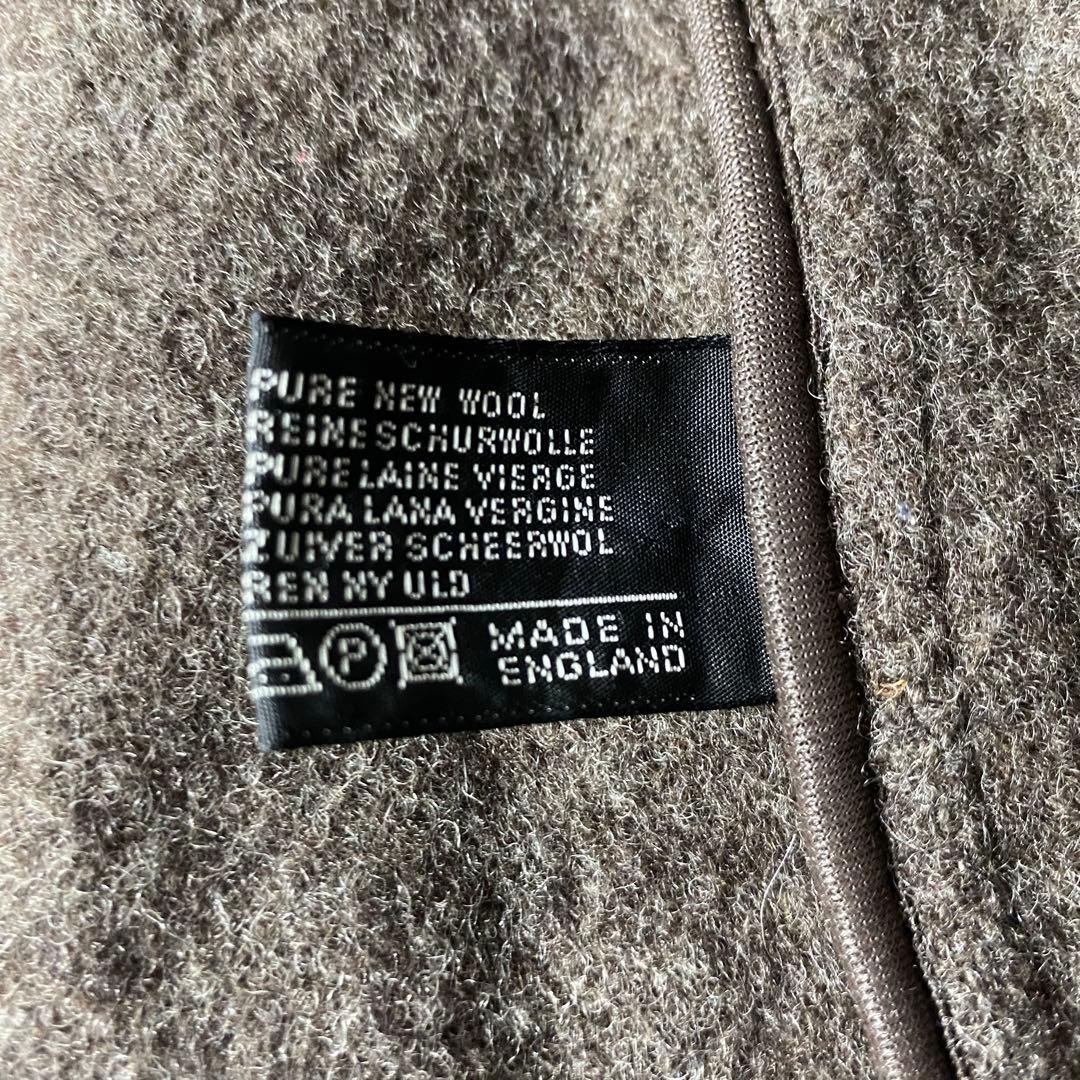 PURE NEW WOOL
REINE SCHURWOLLE
PURE LAINE VIERGE
PURA LANA VERGINE
ZUIVER SCHEERWOL
REN NY ULD
P MADE IN
ENGLAND